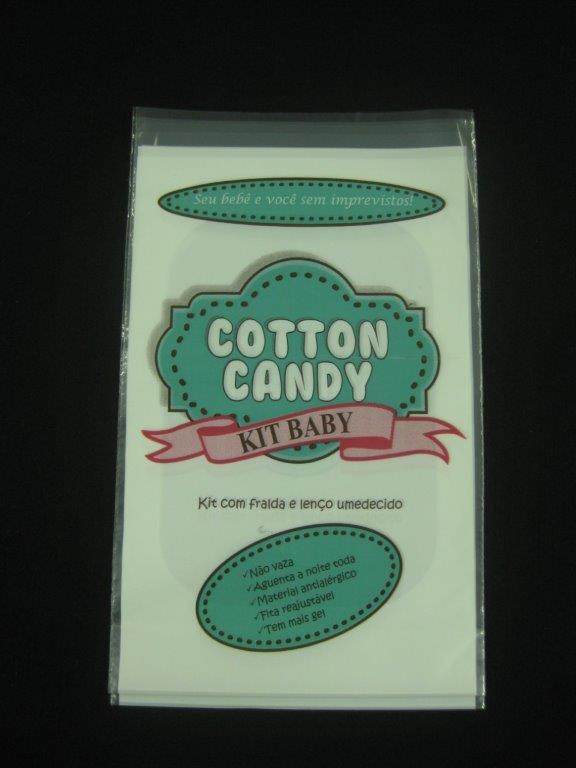 Seu bebê e você sem imprevistos!
COTTON
CANDY
KIT BABY
Kit com fralda e lenço umedecido
✓Não vaza
✓Aguenta a noite toda
✓Material antialérgico
✓Fita reajustável
✓Tem mais gel